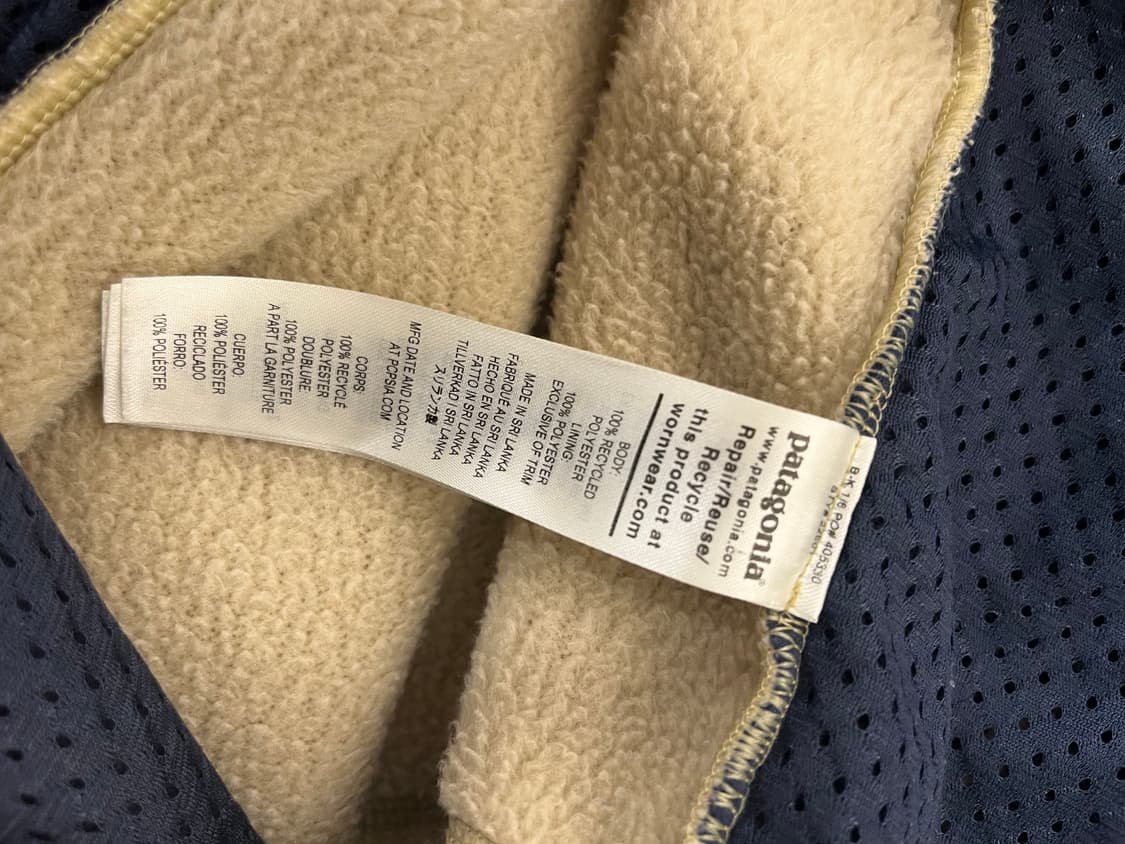 PO# 405330
patagonia®
www.patagonia.com
Repair/Reuse/
Recycle
this product at
wornwear.com
BODY:
100% RECYCLED
POLYESTER
LINING:
100% POLYESTER
EXCLUSIVE OF TRIM
MADE IN SRI LANKA
FABRIQUÉ AU SRI LANKA
HECHO EN SRI LANKA
FATTO IN SRI LANKA
TILLVERKAD I SRI LANKA
スリランカ製
MFG DATE AND LOCATION
AT PCPSIA.COM
CORPS:
100% RECYCLÉ
POLYESTER
DOUBLURE:
100% POLYESTER
A PART LA GARNITURE
CUERPO:
100% POLIÉSTER
RECICLADO
FORRO:
100% POLIÉSTER